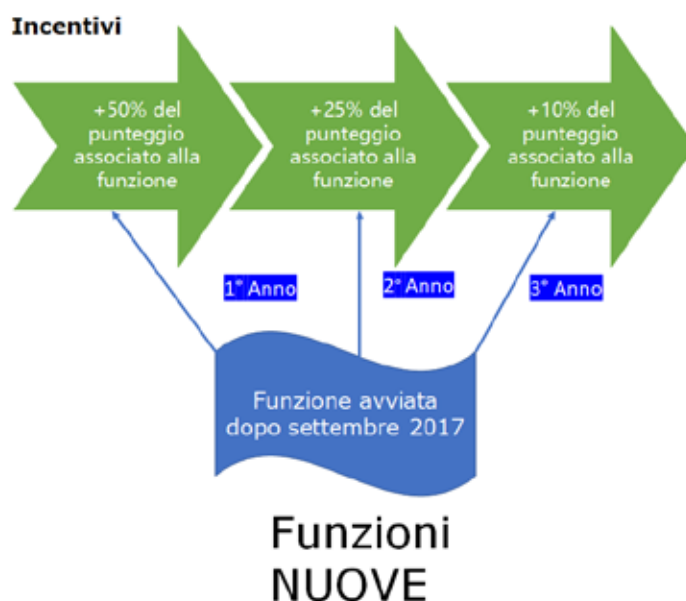 Incentivi
+50% del
punteggio
associato alla
funzione
+25% del
punteggio
associato alla
funzione
+10% del
punteggio
associato alla
funzione
1° Anno
2° Anno
3° Anno
Funzione avviata
dopo settembre 2017
Funzioni
NUOVE